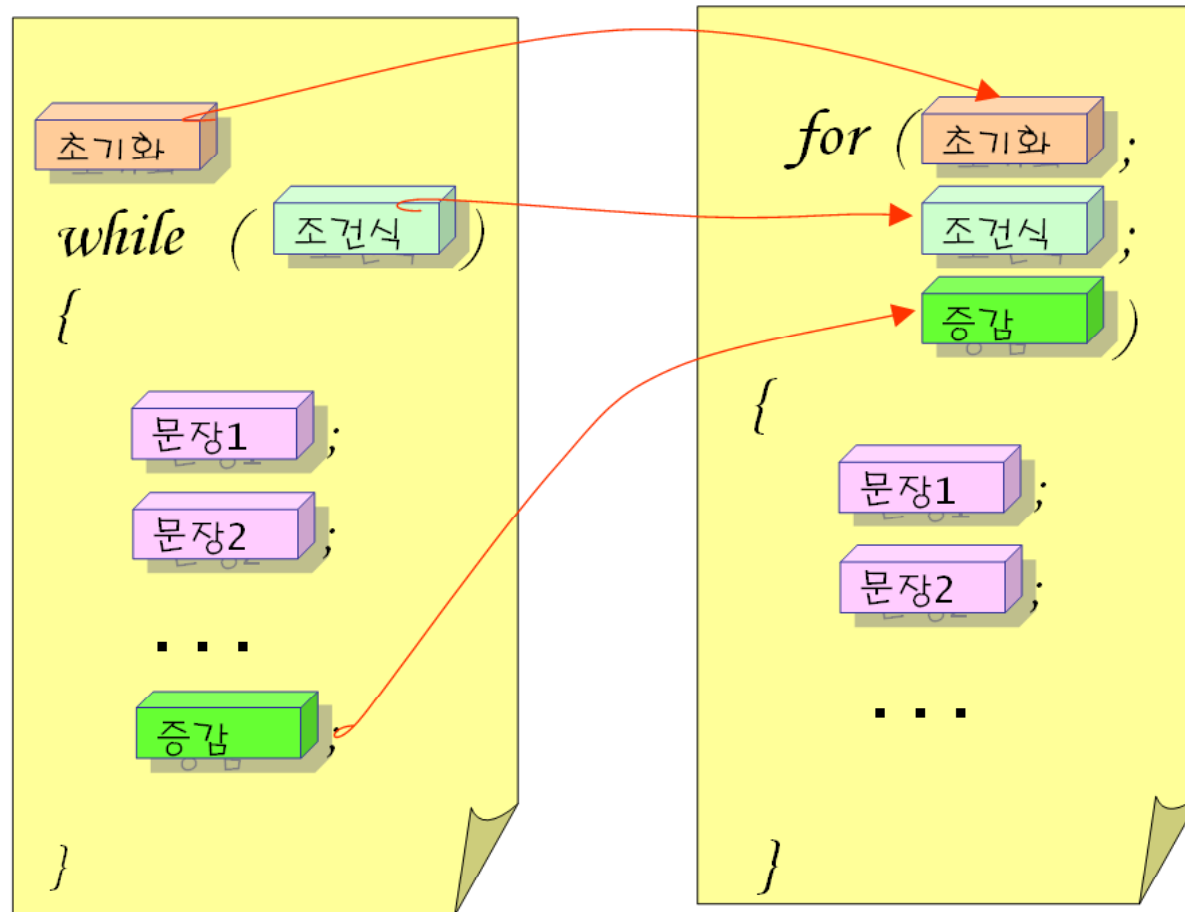 초기화
while ( 조건식 )
{
문장1 ;
문장2 ;
. . .
증감 ;
}
for ( 초기화 ;
조건식 ;
증감 )
{
문장1 ;
문장2 ;
. . .
}